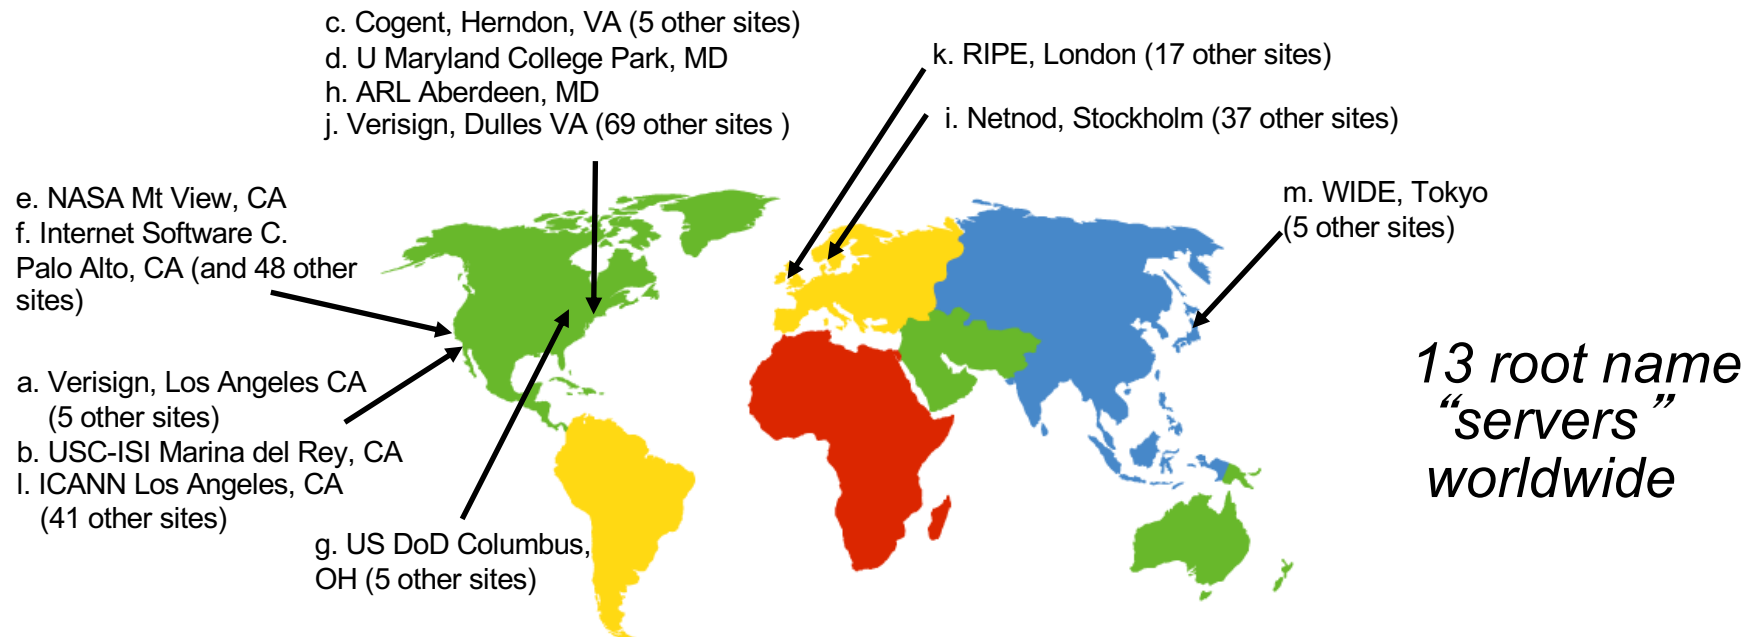 c. Cogent, Herndon, VA (5 other sites)
d. U Maryland College Park, MD
h. ARL Aberdeen, MD
j. Verisign, Dulles VA (69 other sites )
k. RIPE, London (17 other sites)
i. Netnod, Stockholm (37 other sites)
m. WIDE, Tokyo
(5 other sites)
e. NASA Mt View, CA
f. Internet Software C.
Palo Alto, CA (and 48 other
sites)
a. Verisign, Los Angeles CA
(5 other sites)
b. USC-ISI Marina del Rey, CA
l. ICANN Los Angeles, CA
(41 other sites)
g. US DoD Columbus,
OH (5 other sites)
13 root name
“servers”
worldwide